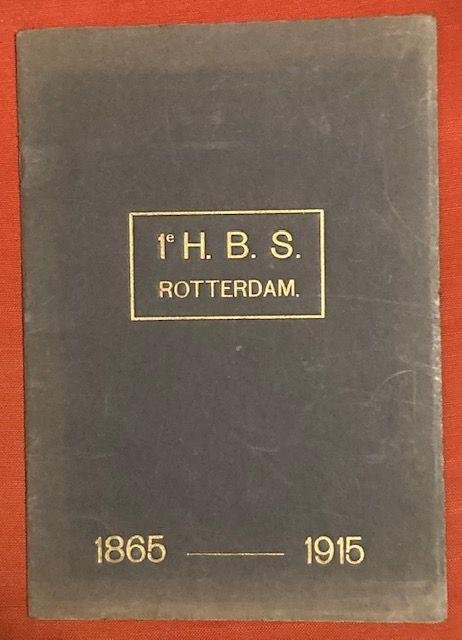 1e H. B. S.
ROTTERDAM.
1865 — 1915